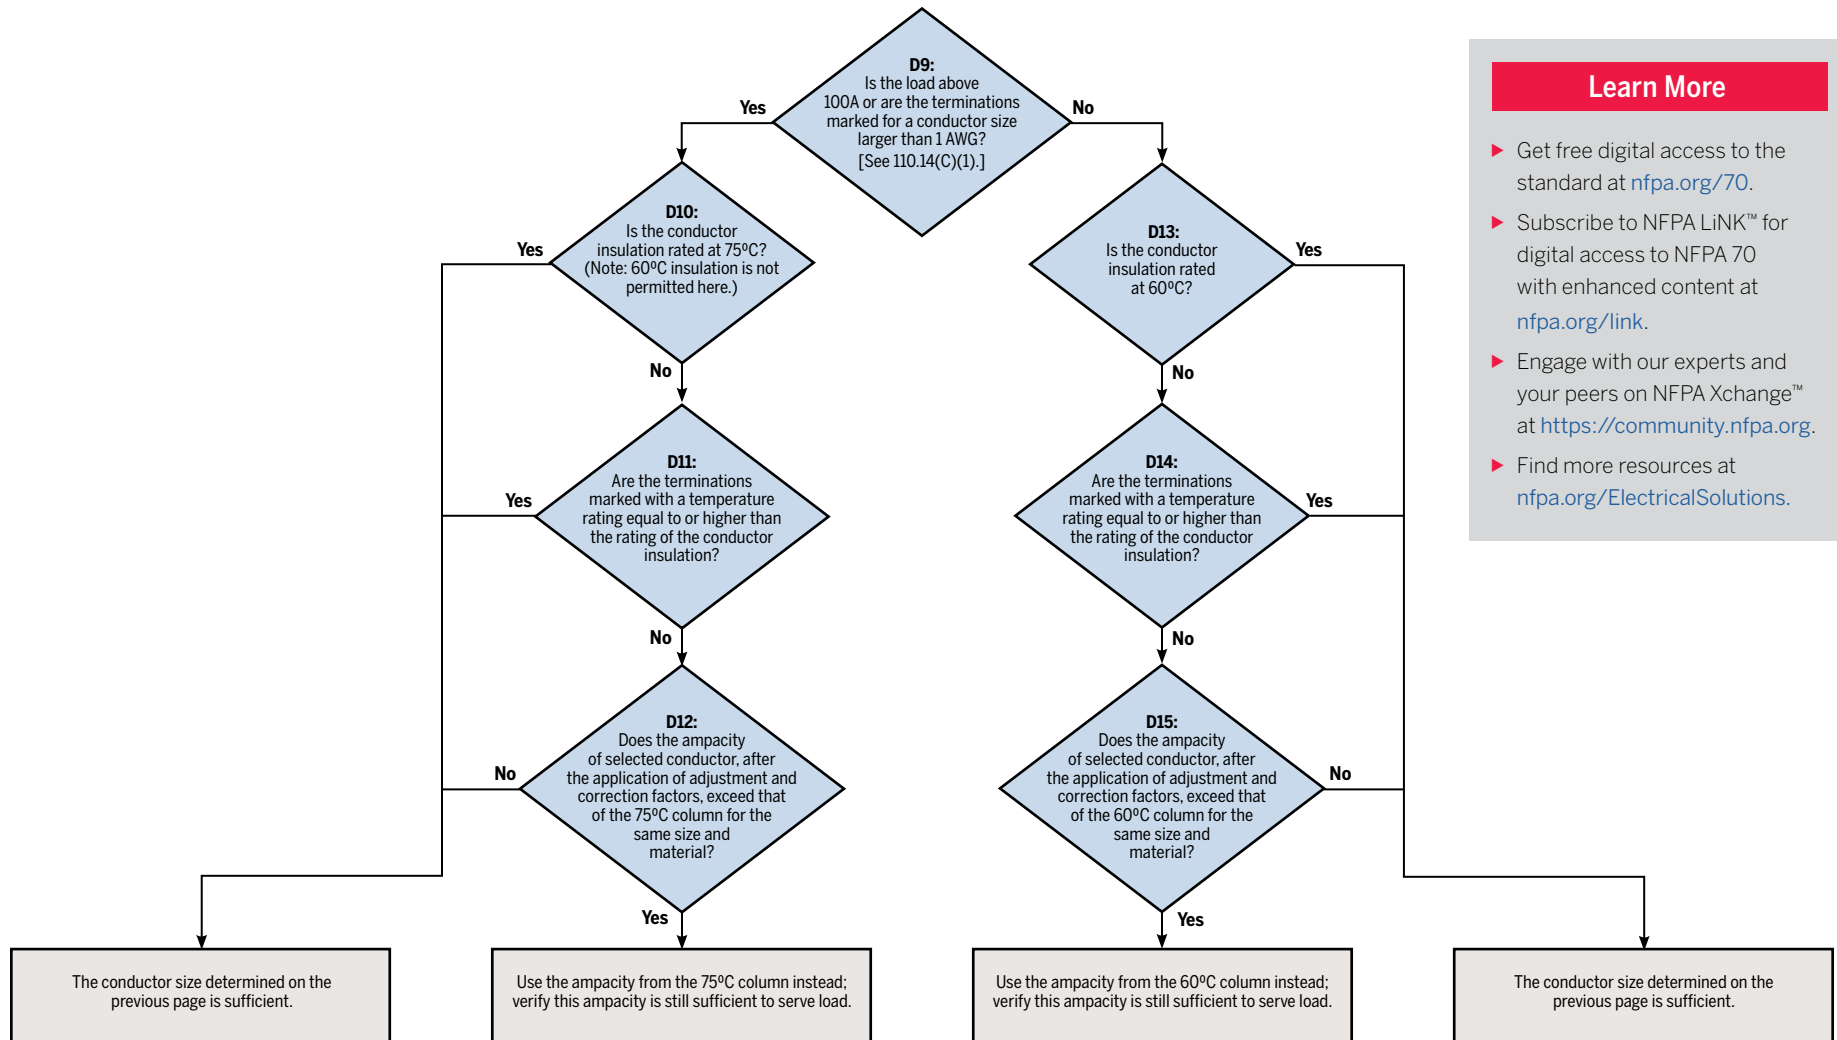 D9:
Is the load above
100A or are the terminations
marked for a conductor size
larger than 1 AWG?
[See 110.14(C)(1).]
Yes
No
D10:
Is the conductor
insulation rated at 75ºC?
(Note: 60ºC insulation is not
permitted here.)
Yes
No
D11:
Are the terminations
marked with a temperature
rating equal to or higher than
the rating of the conductor
insulation?
Yes
No
D12:
Does the ampacity
of selected conductor, after
the application of adjustment and
correction factors, exceed that
of the 75ºC column for the
same size and
material?
No
Yes
D13:
Is the conductor
insulation rated
at 60ºC?
Yes
No
D14:
Are the terminations
marked with a temperature
rating equal to or higher than
the rating of the conductor
insulation?
Yes
No
D15:
Does the ampacity
of selected conductor, after
the application of adjustment and
correction factors, exceed that
of the 60ºC column for the
same size and
material?
No
Yes
The conductor size determined on the
previous page is sufficient.
Use the ampacity from the 75ºC column instead;
verify this ampacity is still sufficient to serve load.
Use the ampacity from the 60ºC column instead;
verify this ampacity is still sufficient to serve load.
The conductor size determined on the
previous page is sufficient.
Learn More
Get free digital access to the
standard at nfpa.org/70.
Subscribe to NFPA LiNK™ for
digital access to NFPA 70
with enhanced content at
nfpa.org/link.
Engage with our experts and
your peers on NFPA Xchange™
at https://community.nfpa.org.
Find more resources at
nfpa.org/ElectricalSolutions.